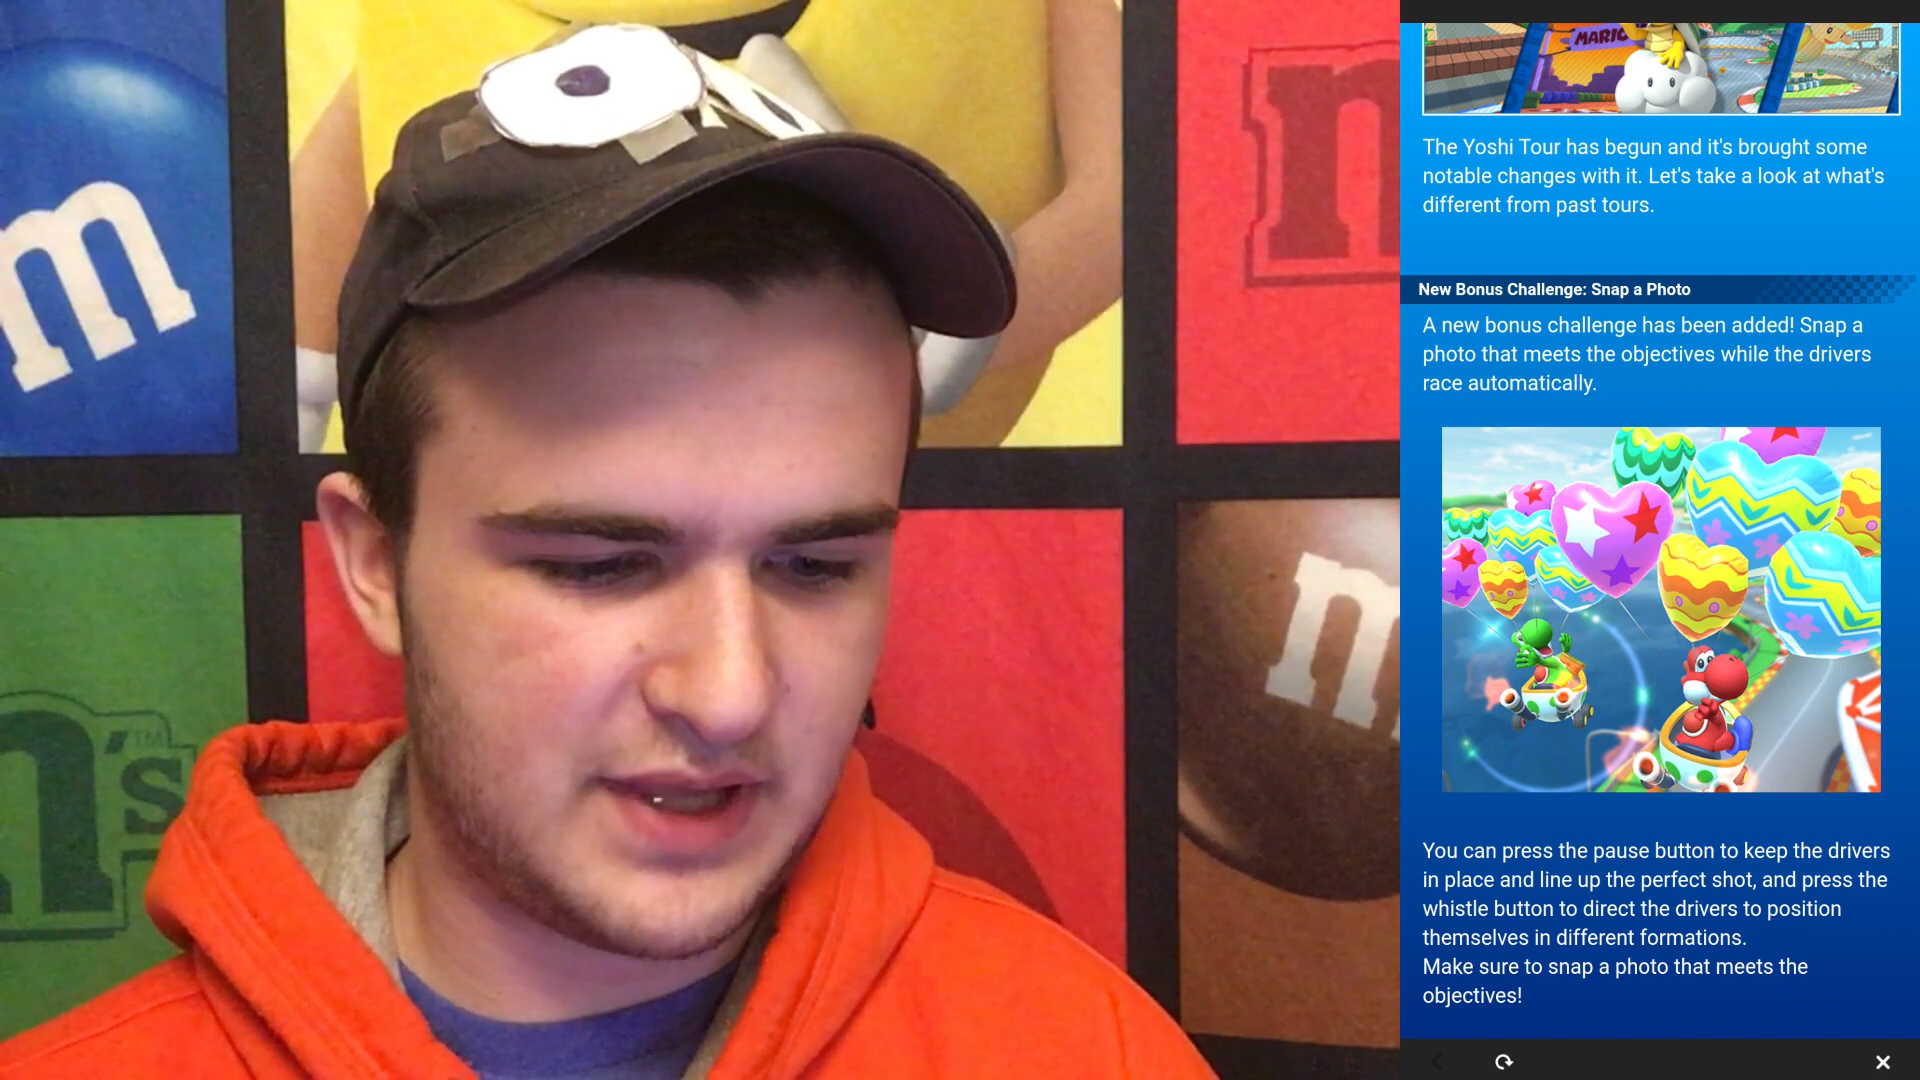 m
m
m
n
's
TM
MARIO
The Yoshi Tour has begun and it's brought some
notable changes with it. Let's take a look at what's
different from past tours.
New Bonus Challenge: Snap a Photo
A new bonus challenge has been added! Snap a
photo that meets the objectives while the drivers
race automatically.
You can press the pause button to keep the drivers
in place and line up the perfect shot, and press the
whistle button to direct the drivers to position
themselves in different formations.
Make sure to snap a photo that meets the
objectives!